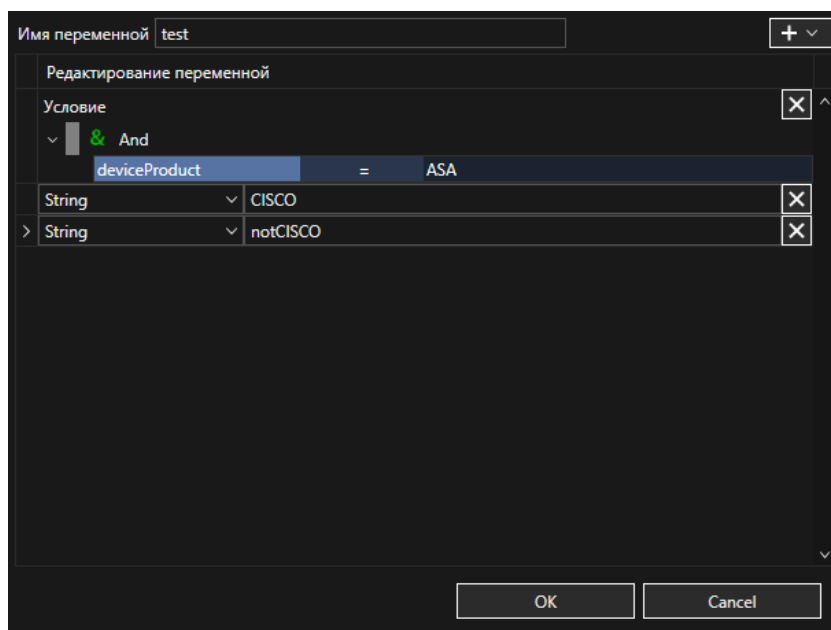 Имя переменной test
Редактирование переменной
Условие
& And
deviceProduct = ASA
String CISCO
String notCISCO
OK Cancel